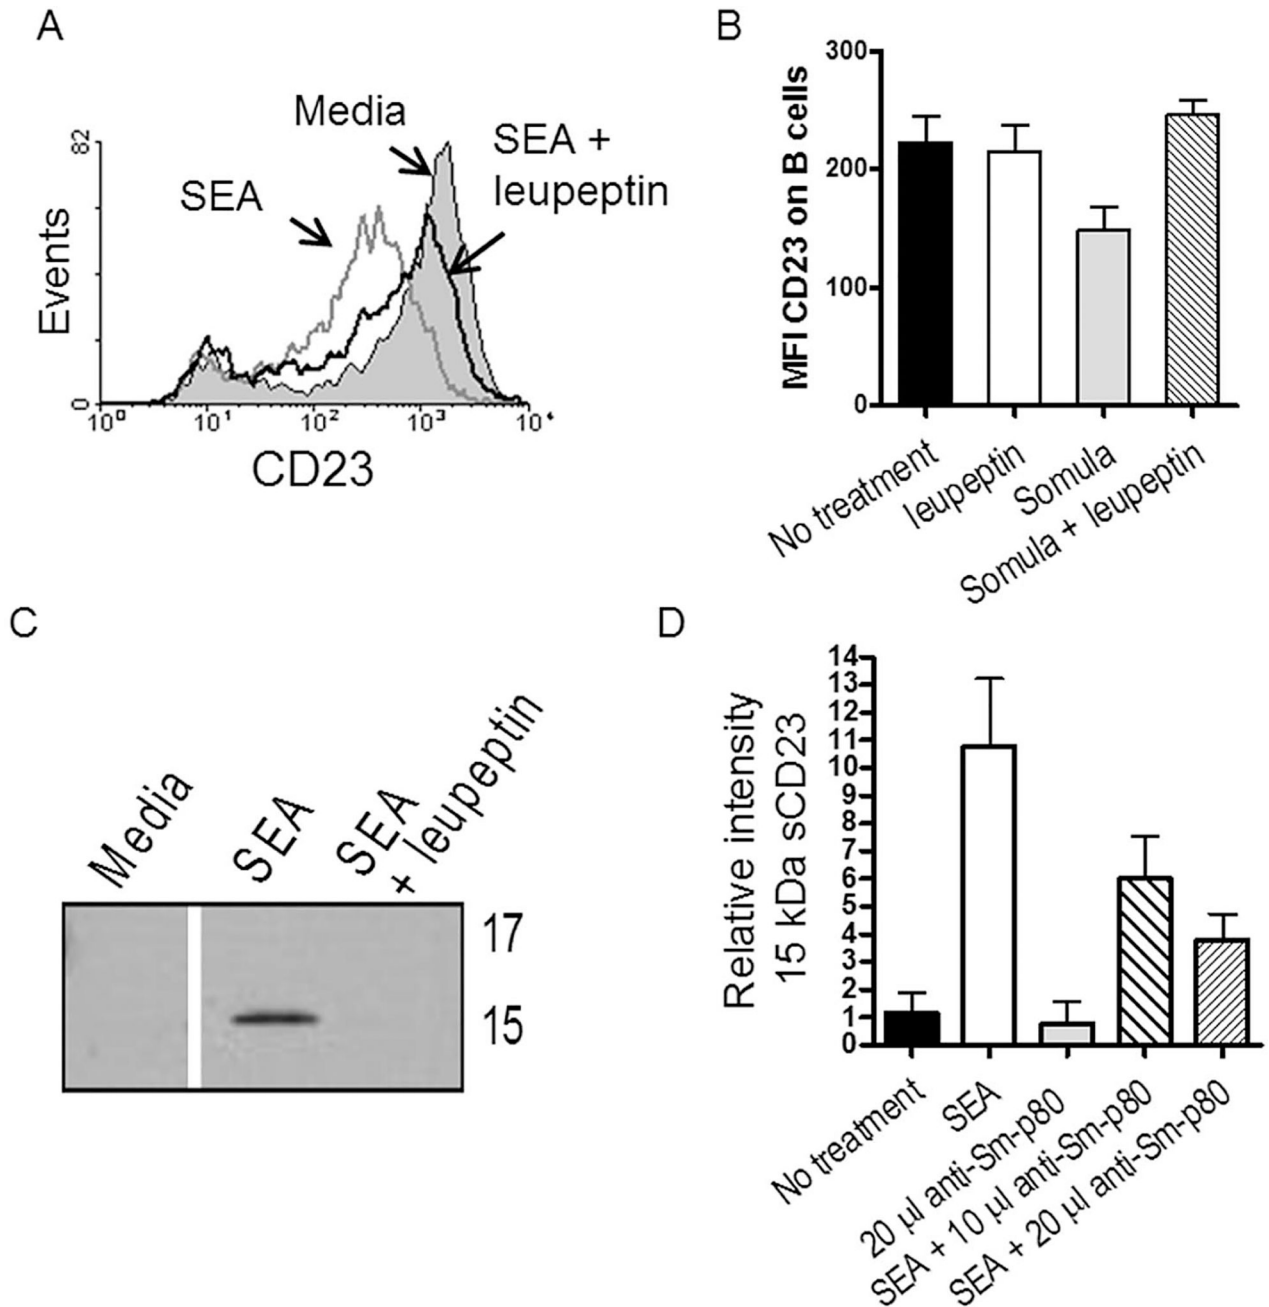 A
Media
SEA +
leupeptin
SEA
82
Events
0
10⁰ 10¹ 10² 10³ 10⁴
CD23
B
MFI CD23 on B cells
300
200
100
0
No treatment
leupeptin
Somula
Somula + leupeptin
C
Media
SEA
SEA
+ leupeptin
17
15
D
Relative intensity
15 kDa sCD23
14
13
12
11
10
9
8
7
6
5
4
3
2
1
0
No treatment
SEA
20 µl anti-Sm-p80
SEA + 10 µl anti-Sm-p80
SEA + 20 µl anti-Sm-p80